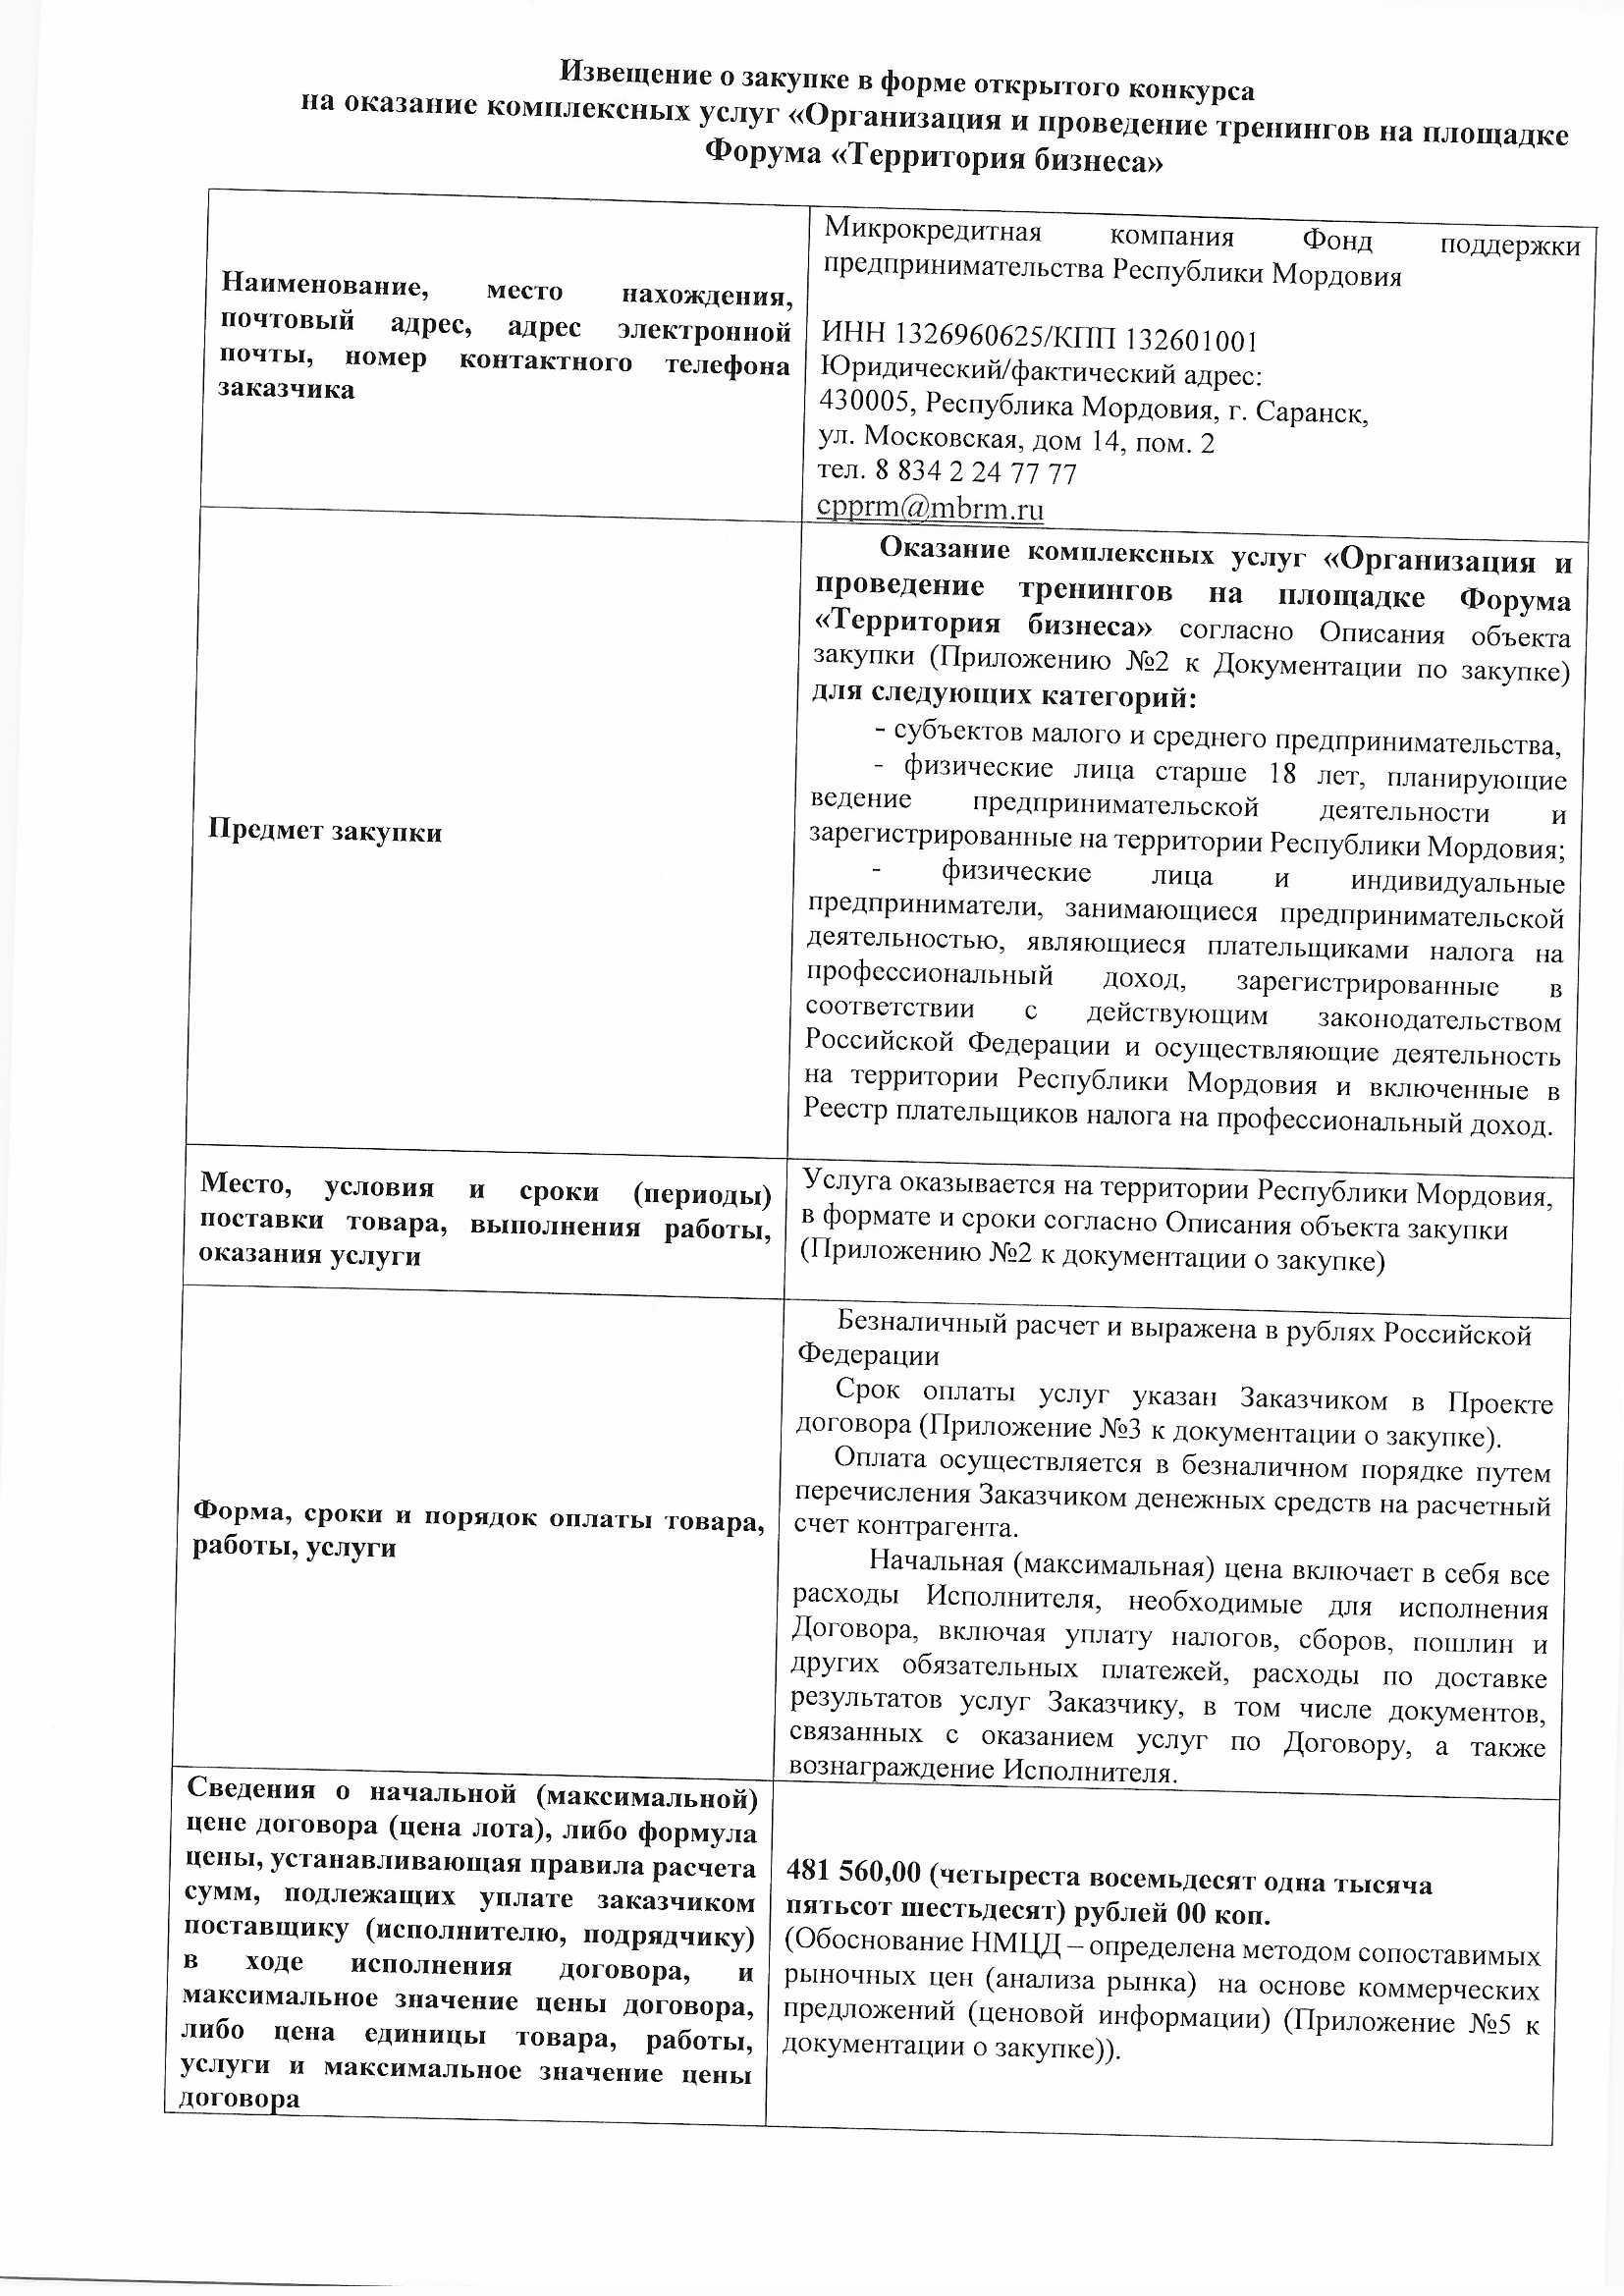 Извещение о закупке в форме открытого конкурса
на оказание комплексных услуг «Организация и проведение тренингов на площадке
Форума «Территория бизнеса»
Наименование, место нахождения,
почтовый адрес, адрес электронной
почты, номер контактного телефона
заказчика
Микрокредитная компания Фонд поддержки
предпринимательства Республики Мордовия
ИНН 1326960625/КПП 132601001
Юридический/фактический адрес:
430005, Республика Мордовия, г. Саранск,
ул. Московская, дом 14, пом. 2
тел. 8 834 2 24 77 77
cpprm@mbrm.ru
Предмет закупки
Оказание комплексных услуг «Организация и
проведение тренингов на площадке Форума
«Территория бизнеса» согласно Описания объекта
закупки (Приложению №2 к Документации по закупке)
для следующих категорий:
- субъектов малого и среднего предпринимательства,
- физические лица старше 18 лет, планирующие
ведение предпринимательской деятельности и
зарегистрированные на территории Республики Мордовия;
- физические лица и индивидуальные
предприниматели, занимающиеся предпринимательской
деятельностью, являющиеся плательщиками налога на
профессиональный доход, зарегистрированные в
соответствии с действующим законодательством
Российской Федерации и осуществляющие деятельность
на территории Республики Мордовия и включенные в
Реестр плательщиков налога на профессиональный доход.
Место, условия и сроки (периоды)
поставки товара, выполнения работы,
оказания услуги
Услуга оказывается на территории Республики Мордовия,
в формате и сроки согласно Описания объекта закупки
(Приложению №2 к документации о закупке)
Форма, сроки и порядок оплаты товара,
работы, услуги
Безналичный расчет и выражена в рублях Российской
Федерации
Срок оплаты услуг указан Заказчиком в Проекте
договора (Приложение №3 к документации о закупке).
Оплата осуществляется в безналичном порядке путем
перечисления Заказчиком денежных средств на расчетный
счет контрагента.
Начальная (максимальная) цена включает в себя все
расходы Исполнителя, необходимые для исполнения
Договора, включая уплату налогов, сборов, пошлин и
других обязательных платежей, расходы по доставке
результатов услуг Заказчику, в том числе документов,
связанных с оказанием услуг по Договору, а также
вознаграждение Исполнителя.
Сведения о начальной (максимальной)
цене договора (цена лота), либо формула
цены, устанавливающая правила расчета
сумм, подлежащих уплате заказчиком
поставщику (исполнителю, подрядчику)
в ходе исполнения договора, и
максимальное значение цены договора,
либо цена единицы товара, работы,
услуги и максимальное значение цены
договора
481 560,00 (четыреста восемьдесят одна тысяча
пятьсот шестьдесят) рублей 00 коп.
(Обоснование НМЦД – определена методом сопоставимых
рыночных цен (анализа рынка) на основе коммерческих
предложений (ценовой информации) (Приложение №5 к
документации о закупке)).